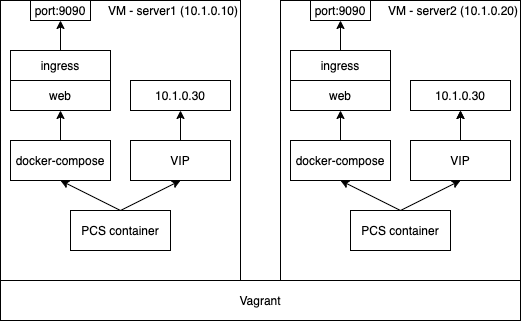 port:9090
VM - server1 (10.1.0.10)
ingress
web
10.1.0.30
docker-compose
VIP
PCS container
port:9090
VM - server2 (10.1.0.20)
ingress
web
10.1.0.30
docker-compose
VIP
PCS container
Vagrant